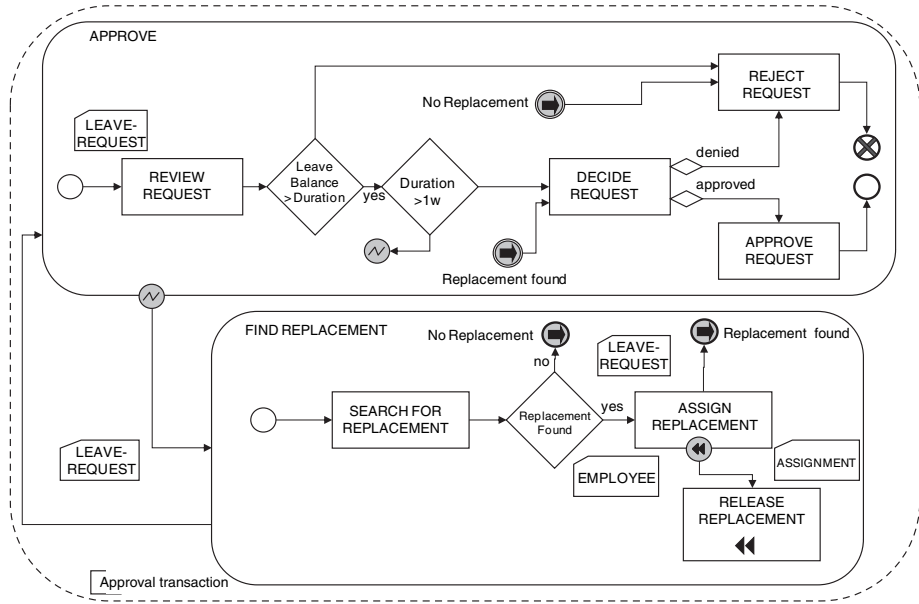 APPROVE
LEAVE-
REQUEST
REVIEW
REQUEST
Leave
Balance
>Duration
yes
Duration
>1w
No Replacement
Replacement found
DECIDE
REQUEST
denied
approved
REJECT
REQUEST
APPROVE
REQUEST
FIND REPLACEMENT
No Replacement
no
LEAVE-
REQUEST
Replacement found
SEARCH FOR
REPLACEMENT
Replacement
Found
yes
ASSIGN
REPLACEMENT
LEAVE-
REQUEST
EMPLOYEE
ASSIGNMENT
RELEASE
REPLACEMENT
Approval transaction